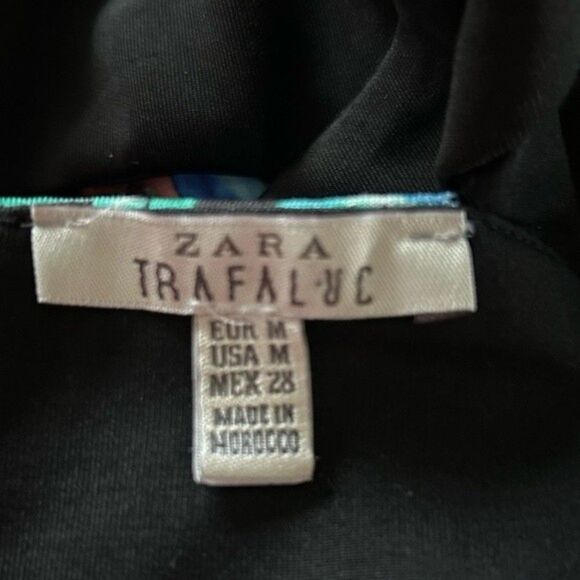 ZARA
TRAFALUC
EUR M
USA M
MEX 28
MADE IN
MOROCCO